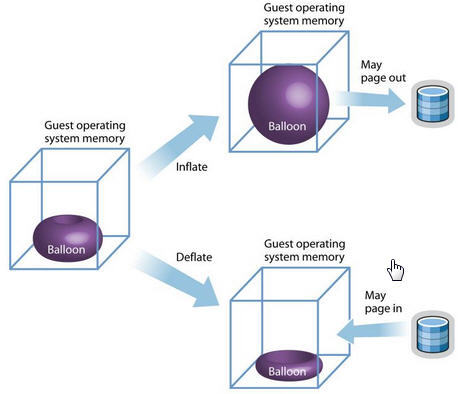 Guest operating
system memory
May
page out
Balloon
Guest operating
system memory
Inflate
Balloon
Deflate
Guest operating
system memory
May
page in
Balloon